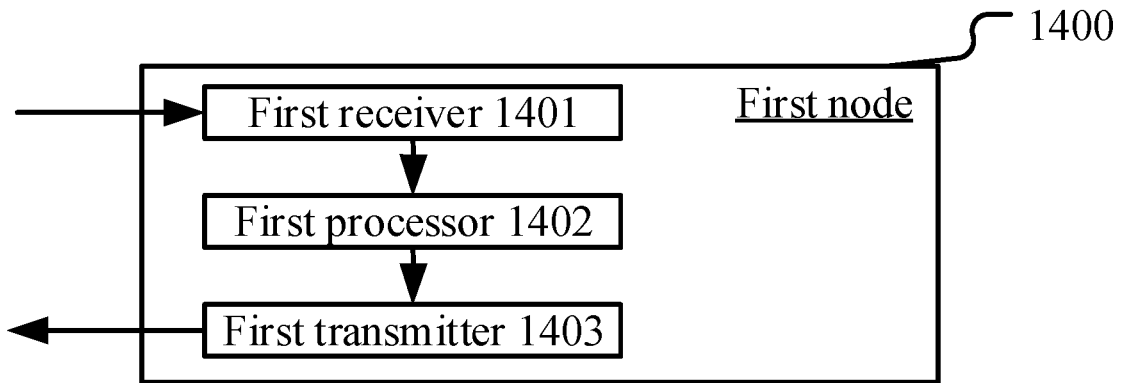 1400
First receiver 1401
First node
First processor 1402
First transmitter 1403